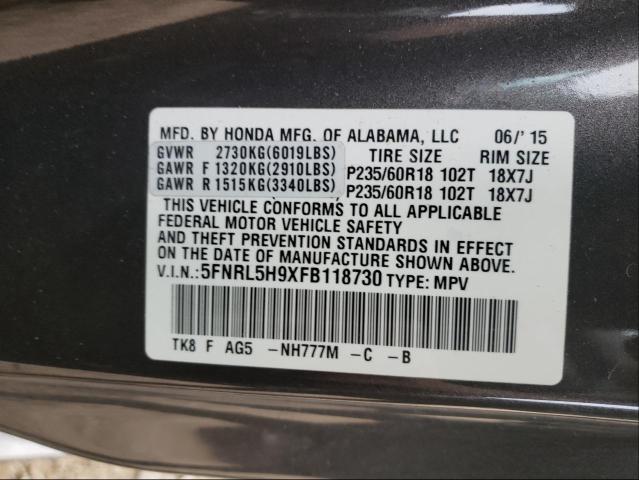 MFD. BY HONDA MFG. OF ALABAMA, LLC 06/'15
GVWR 2730KG(6019LBS) TIRE SIZE RIM SIZE
GAWR F 1320KG(2910LBS) P235/60R18 102T 18X7J
GAWR R 1515KG(3340LBS) P235/60R18 102T 18X7J
THIS VEHICLE CONFORMS TO ALL APPLICABLE
FEDERAL MOTOR VEHICLE SAFETY
AND THEFT PREVENTION STANDARDS IN EFFECT
ON THE DATE OF MANUFACTURE SHOWN ABOVE.
V.I.N.:5FNRL5H9XFB118730 TYPE: MPV
TK8 F AG5 -NH777M -C -B